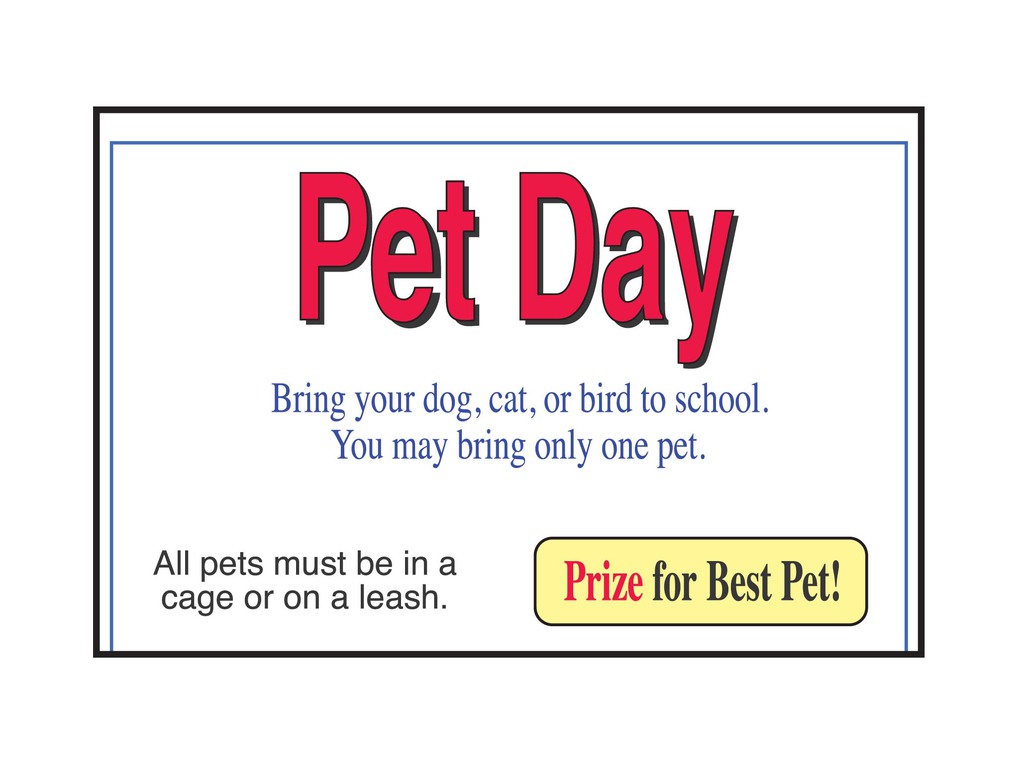 Pet Day
Bring your dog, cat, or bird to school.
You may bring only one pet.
All pets must be in a
cage or on a leash.
Prize for Best Pet!